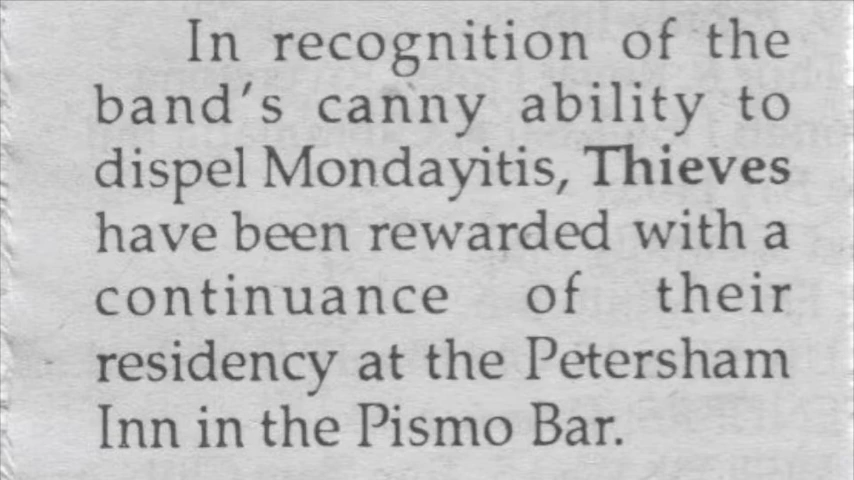 In recognition of the
band's canny ability to
dispel Mondayitis, Thieves
have been rewarded with a
continuance of their
residency at the Petersham
Inn in the Pismo Bar.